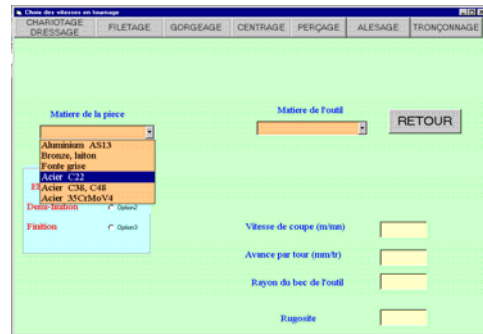 Choix des vitesses en tournage
CHARIOTAGE DRESSAGE
FILETAGE
GORGEAGE
CENTRAGE
PERÇAGE
ALESAGE
TRONÇONNAGE
Matiere de la piece
Matiere de l'outil
RETOUR
Aluminium AS13
Bronze, laiton
Fonte grise
Acier C22
Acier C38, C48
Acier 35CrMoV4
Demi-finition
Option2
Finition
Option3
Vitesse de coupe (m/mn)
Avance par tour (mm/tr)
Rayon du bec de l'outil
Rugosite